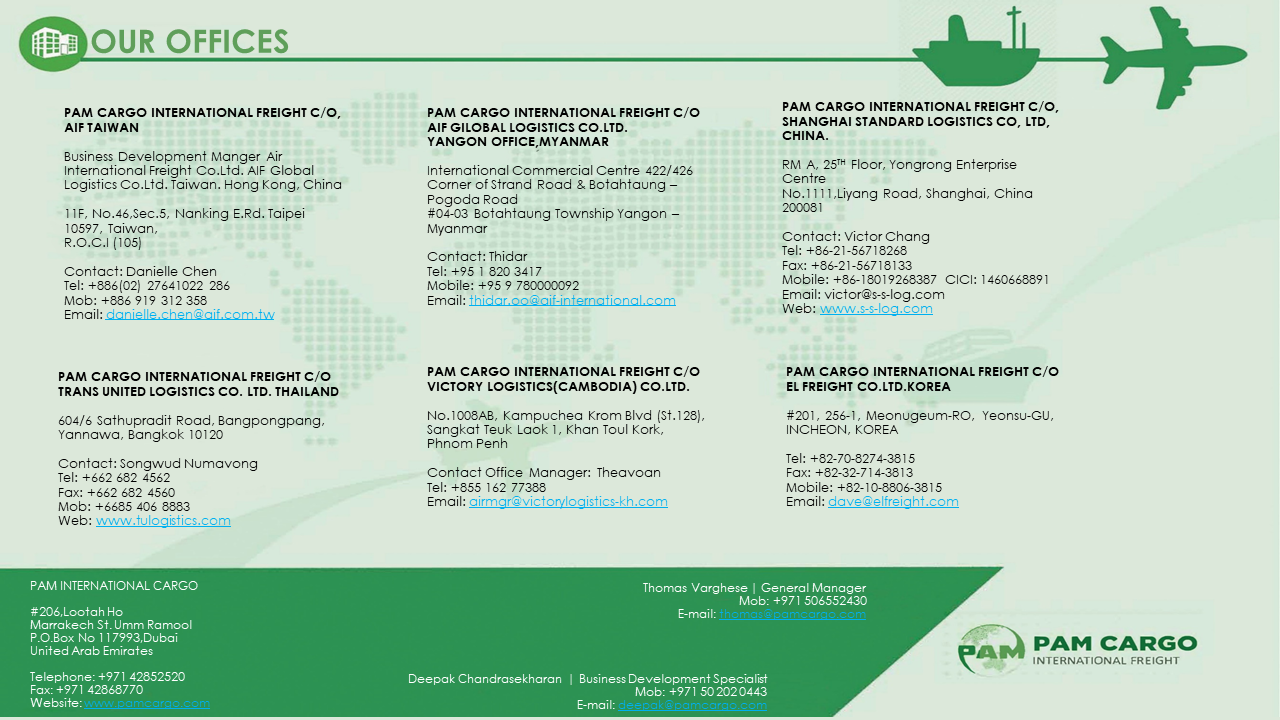 OUR OFFICES
PAM CARGO INTERNATIONAL FREIGHT C/O,
AIF TAIWAN
Business Development Manger Air
International Freight Co.Ltd. AIF Global
Logistics Co.Ltd. Taiwan. Hong Kong, China
11F, No.46,Sec.5, Nanking E.Rd. Taipei
10597, Taiwan,
R.O.C.I (105)
Contact: Danielle Chen
Tel: +886(02) 27641022 286
Mob: +886 919 312 358
Email: danielle.chen@aif.com.tw
PAM CARGO INTERNATIONAL FREIGHT C/O
AIF GILOBAL LOGISTICS CO.LTD.
YANGON OFFICE,MYANMAR
International Commercial Centre 422/426
Corner of Strand Road & Botahtaung –
Pogoda Road
#04-03 Botahtaung Township Yangon –
Myanmar
Contact: Thidar
Tel: +95 1 820 3417
Mobile: +95 9 780000092
Email: thidar.oo@aif-international.com
PAM CARGO INTERNATIONAL FREIGHT C/O,
SHANGHAI STANDARD LOGISTICS CO, LTD,
CHINA.
RM A, 25TH Floor, Yongrong Enterprise
Centre
No.1111,Liyang Road, Shanghai, China
200081
Contact: Victor Chang
Tel: +86-21-56718268
Fax: +86-21-56718133
Mobile: +86-18019268387 CICI: 1460668891
Email: victor@s-s-log.com
Web: www.s-s-log.com
PAM CARGO INTERNATIONAL FREIGHT C/O
TRANS UNITED LOGISTICS CO. LTD. THAILAND
604/6 Sathupradit Road, Bangpongpang,
Yannawa, Bangkok 10120
Contact: Songwud Numavong
Tel: +662 682 4562
Fax: +662 682 4560
Mob: +6685 406 8883
Web: www.tulogistics.com
PAM CARGO INTERNATIONAL FREIGHT C/O
VICTORY LOGISTICS(CAMBODIA) CO.LTD.
No.1008AB, Kampuchea Krom Blvd (St.128),
Sangkat Teuk Laok 1, Khan Toul Kork,
Phnom Penh
Contact Office Manager: Theavoan
Tel: +855 162 77388
Email: airmgr@victorylogistics-kh.com
PAM CARGO INTERNATIONAL FREIGHT C/O
EL FREIGHT CO.LTD.KOREA
#201, 256-1, Meonugeum-RO, Yeonsu-GU,
INCHEON, KOREA
Tel: +82-70-8274-3815
Fax: +82-32-714-3813
Mobile: +82-10-8806-3815
Email: dave@elfreight.com
PAM INTERNATIONAL CARGO
#206,Lootah Ho
Marrakech St. Umm Ramool
P.O.Box No 117993,Dubai
United Arab Emirates
Telephone: +971 42852520
Fax: +971 42868770
Website: www.pamcargo.com
Thomas Varghese | General Manager
Mob: +971 506552430
E-mail: thomas@pamcargo.com
Deepak Chandrasekharan | Business Development Specialist
Mob: +971 50 202 0443
E-mail: deepak@pamcargo.com
PAM
PAM CARGO
INTERNATIONAL FREIGHT